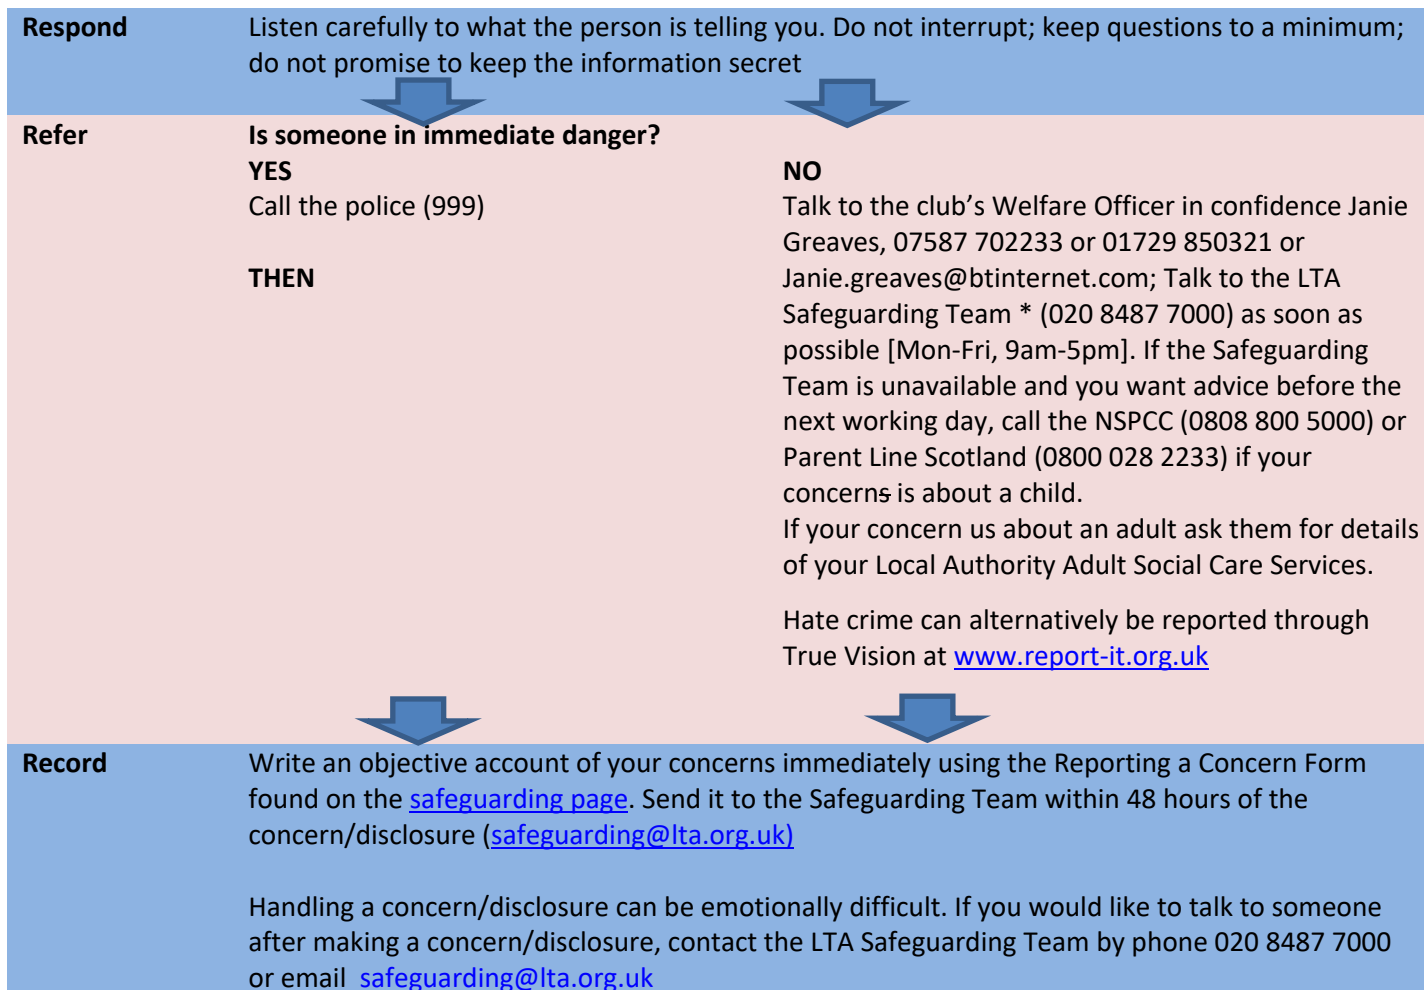 Respond
Listen carefully to what the person is telling you. Do not interrupt; keep questions to a minimum;
do not promise to keep the information secret
Refer
Is someone in immediate danger?
YES
Call the police (999)
THEN
NO
Talk to the club’s Welfare Officer in confidence Janie
Greaves, 07587 702233 or 01729 850321 or
Janie.greaves@btinternet.com; Talk to the LTA
Safeguarding Team * (020 8487 7000) as soon as
possible [Mon-Fri, 9am-5pm]. If the Safeguarding
Team is unavailable and you want advice before the
next working day, call the NSPCC (0808 800 5000) or
Parent Line Scotland (0800 028 2233) if your
concerns is about a child.
If your concern us about an adult ask them for details
of your Local Authority Adult Social Care Services.
Hate crime can alternatively be reported through
True Vision at www.report-it.org.uk
Record
Write an objective account of your concerns immediately using the Reporting a Concern Form
found on the safeguarding page. Send it to the Safeguarding Team within 48 hours of the
concern/disclosure (safeguarding@lta.org.uk)
Handling a concern/disclosure can be emotionally difficult. If you would like to talk to someone
after making a concern/disclosure, contact the LTA Safeguarding Team by phone 020 8487 7000
or email safeguarding@lta.org.uk